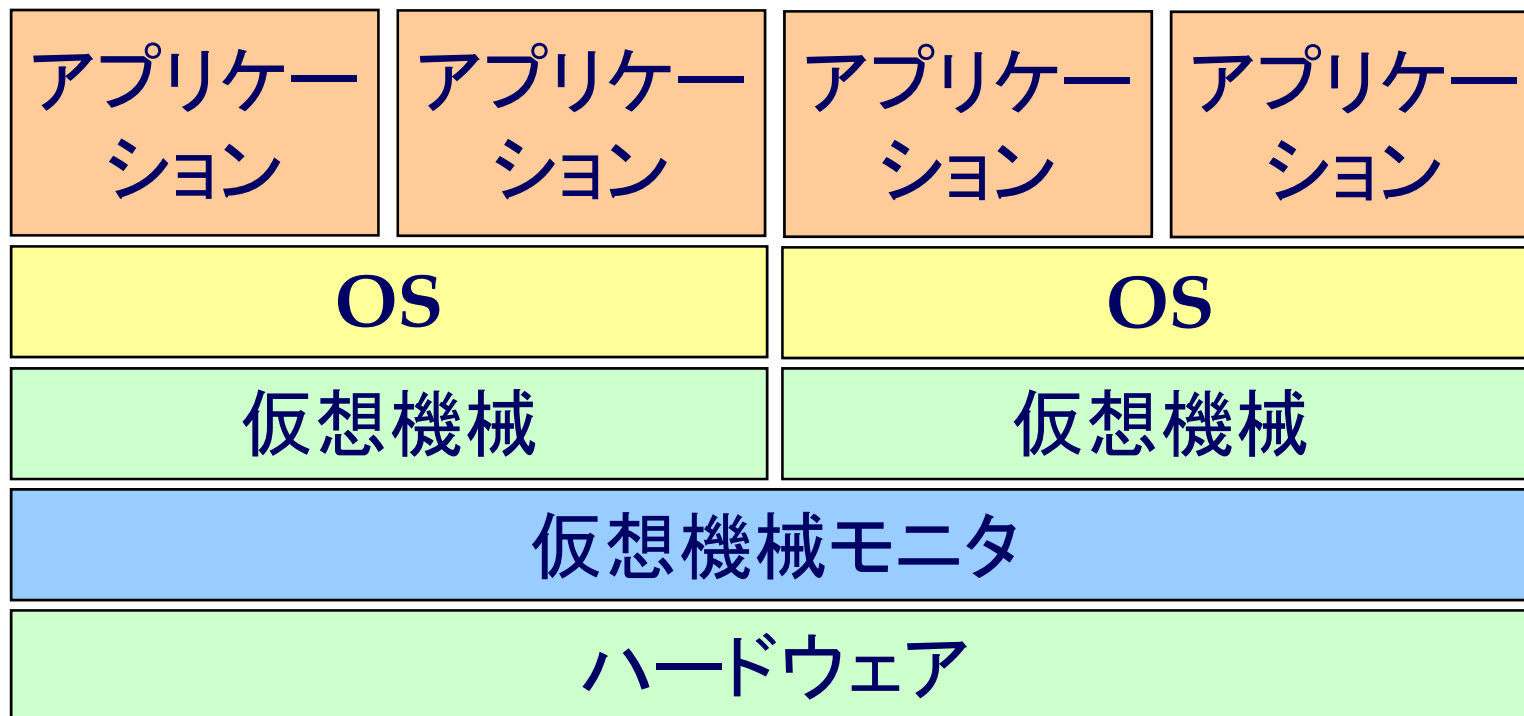 アプリケー
ション
アプリケー
ション
アプリケー
ション
アプリケー
ション
OS
OS
仮想機械
仮想機械
仮想機械モニタ
ハードウェア